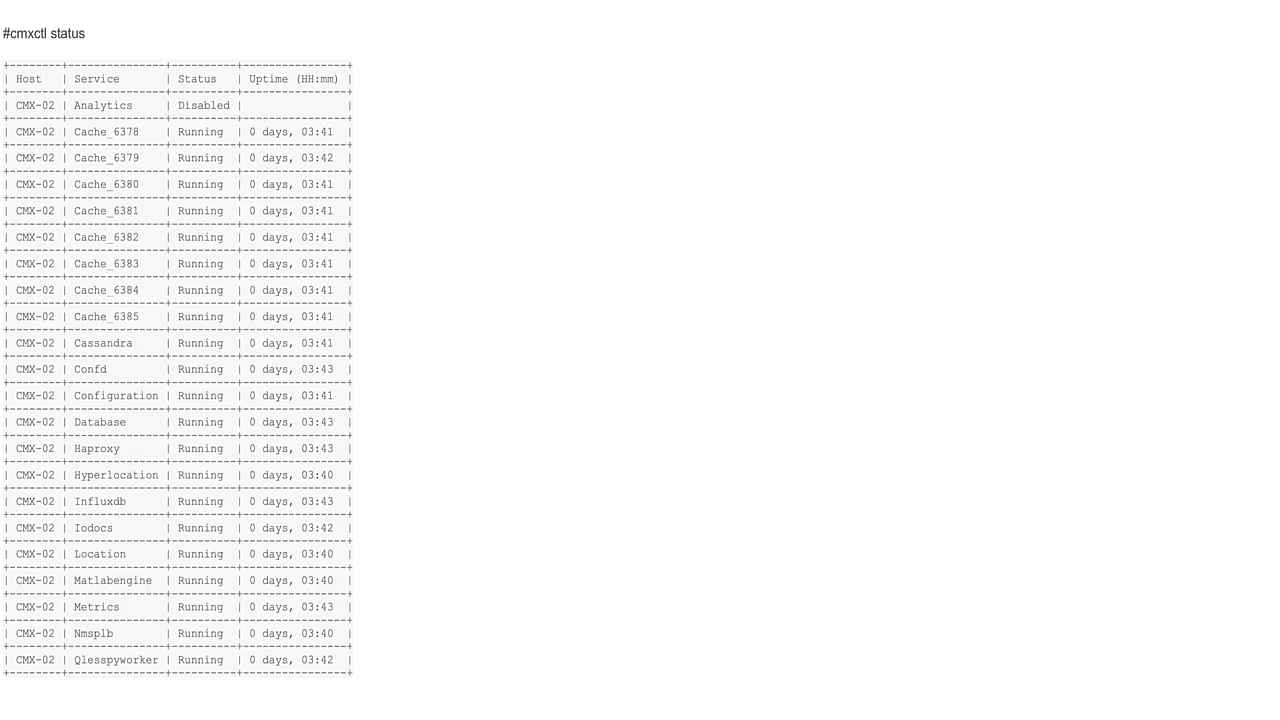 #cmxctl status
+--------+---------------+----------+----------------+
| Host   | Service       | Status   | Uptime (HH:mm) |
+--------+---------------+----------+----------------+
| CMX-02 | Analytics     | Disabled |                |
+--------+---------------+----------+----------------+
| CMX-02 | Cache_6378    | Running  | 0 days, 03:41  |
+--------+---------------+----------+----------------+
| CMX-02 | Cache_6379    | Running  | 0 days, 03:42  |
+--------+---------------+----------+----------------+
| CMX-02 | Cache_6380    | Running  | 0 days, 03:41  |
+--------+---------------+----------+----------------+
| CMX-02 | Cache_6381    | Running  | 0 days, 03:41  |
+--------+---------------+----------+----------------+
| CMX-02 | Cache_6382    | Running  | 0 days, 03:41  |
+--------+---------------+----------+----------------+
| CMX-02 | Cache_6383    | Running  | 0 days, 03:41  |
+--------+---------------+----------+----------------+
| CMX-02 | Cache_6384    | Running  | 0 days, 03:41  |
+--------+---------------+----------+----------------+
| CMX-02 | Cache_6385    | Running  | 0 days, 03:41  |
+--------+---------------+----------+----------------+
| CMX-02 | Cassandra     | Running  | 0 days, 03:41  |
+--------+---------------+----------+----------------+
| CMX-02 | Confd         | Running  | 0 days, 03:43  |
+--------+---------------+----------+----------------+
| CMX-02 | Configuration | Running  | 0 days, 03:41  |
+--------+---------------+----------+----------------+
| CMX-02 | Database      | Running  | 0 days, 03:43  |
+--------+---------------+----------+----------------+
| CMX-02 | Haproxy       | Running  | 0 days, 03:43  |
+--------+---------------+----------+----------------+
| CMX-02 | Hyperlocation | Running  | 0 days, 03:40  |
+--------+---------------+----------+----------------+
| CMX-02 | Influxdb      | Running  | 0 days, 03:43  |
+--------+---------------+----------+----------------+
| CMX-02 | Iodocs        | Running  | 0 days, 03:42  |
+--------+---------------+----------+----------------+
| CMX-02 | Location      | Running  | 0 days, 03:40  |
+--------+---------------+----------+----------------+
| CMX-02 | Matlabengine  | Running  | 0 days, 03:40  |
+--------+---------------+----------+----------------+
| CMX-02 | Metrics       | Running  | 0 days, 03:43  |
+--------+---------------+----------+----------------+
| CMX-02 | Nmsplb        | Running  | 0 days, 03:40  |
+--------+---------------+----------+----------------+
| CMX-02 | Qlesspyworker | Running  | 0 days, 03:42  |
+--------+---------------+----------+----------------+